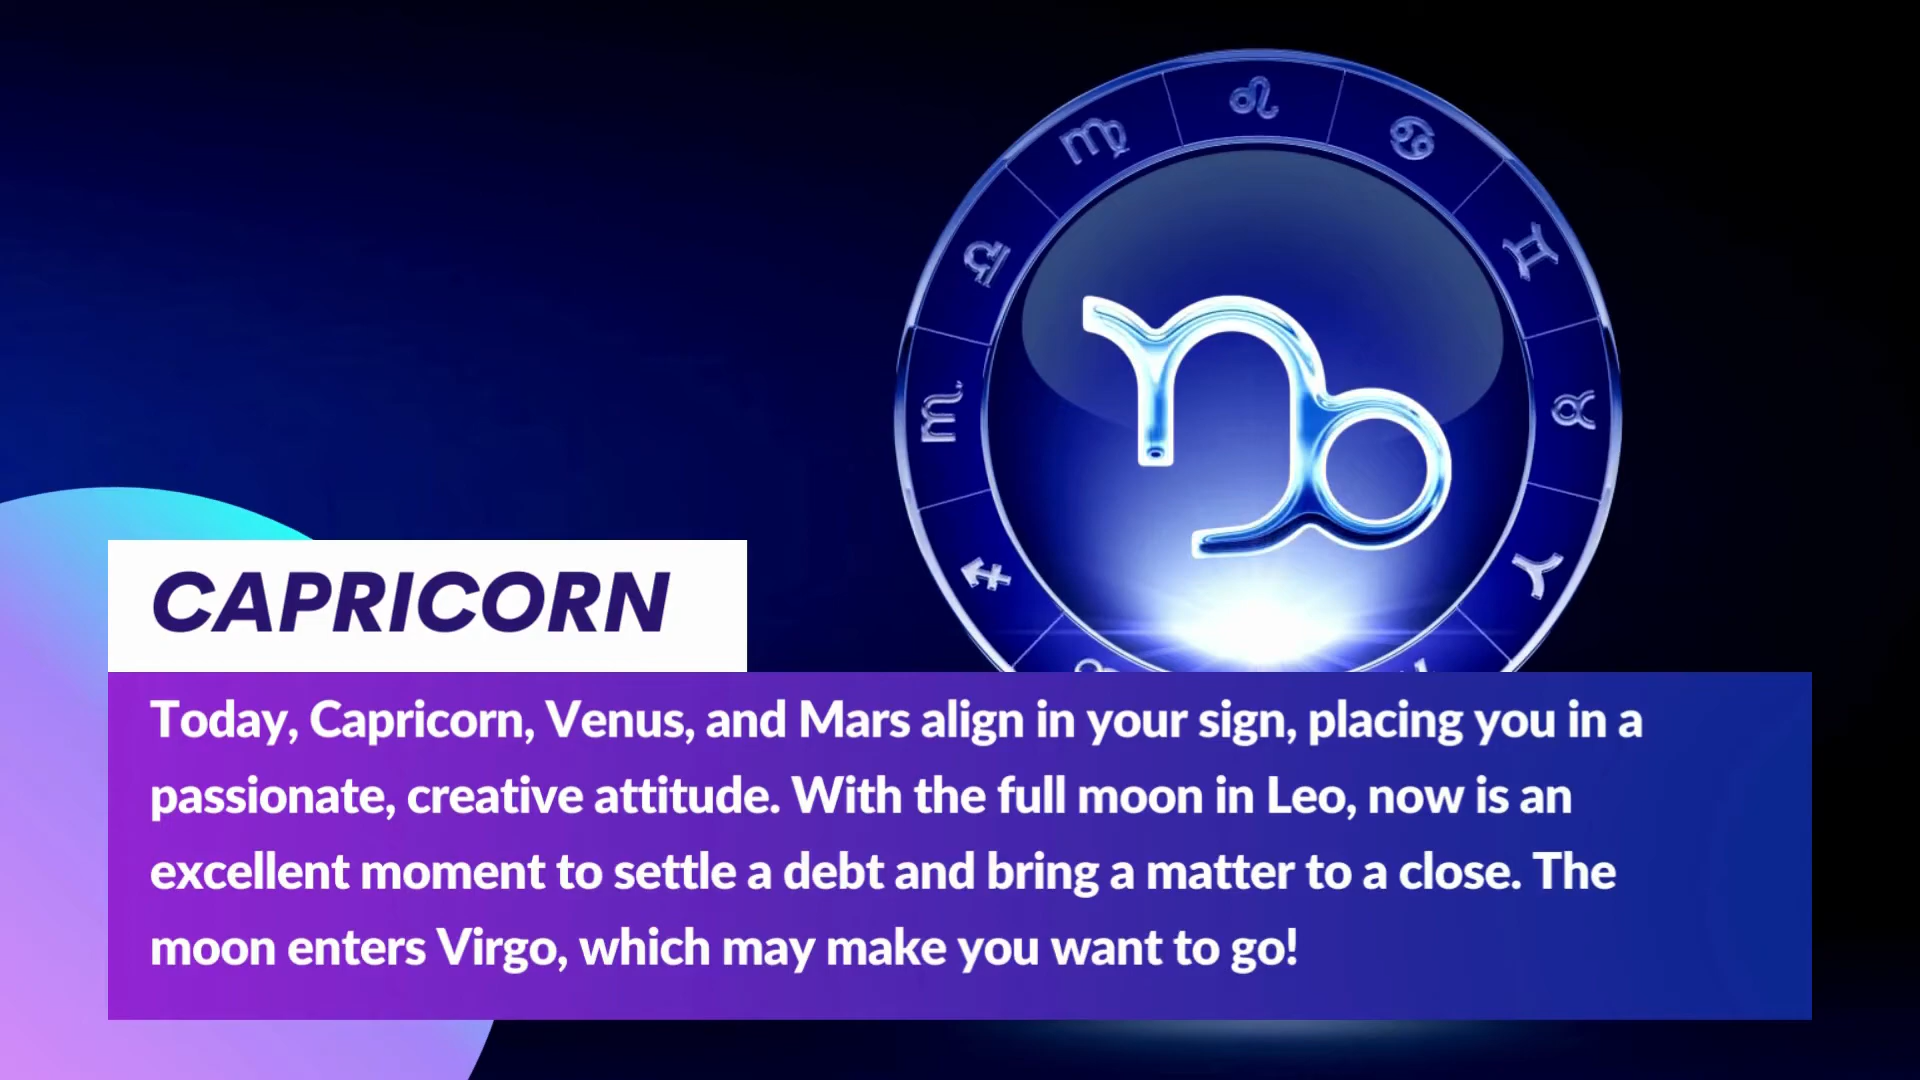 CAPRICORN
Today, Capricorn, Venus, and Mars align in your sign, placing you in a
passionate, creative attitude. With the full moon in Leo, now is an
excellent moment to settle a debt and bring a matter to a close. The
moon enters Virgo, which may make you want to go!